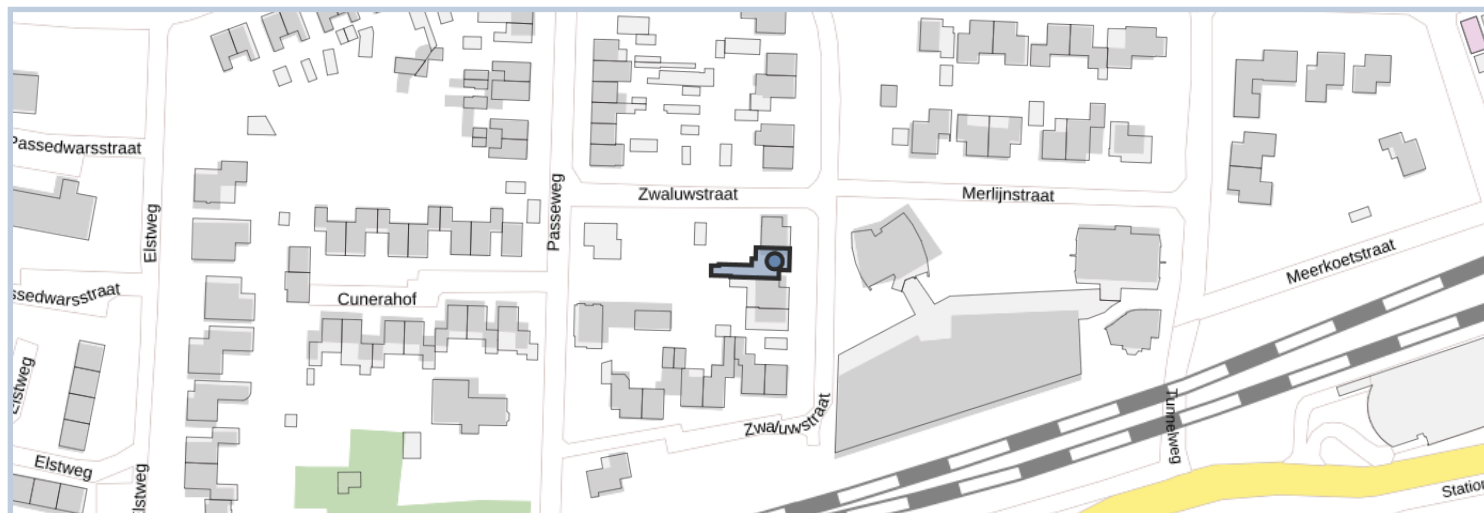 Passedwarsstraat
Zwaluwstraat
Merlijnstraat
Elstweg
Passeweg
Meerkoetstraat
ssedwarsstraat
Cunerahof
Elstweg
Zwaluwstraat
Tunnelweg
Elstweg
Elstweg
Station